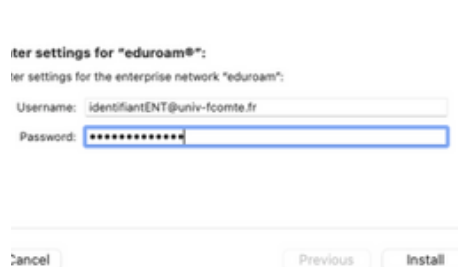 ter settings for "eduroam®":
ter settings for the enterprise network "eduroam":
Username: identifiantENT@univ-fcomte.fr
Password: •••••••••••••
Cancel Previous Install